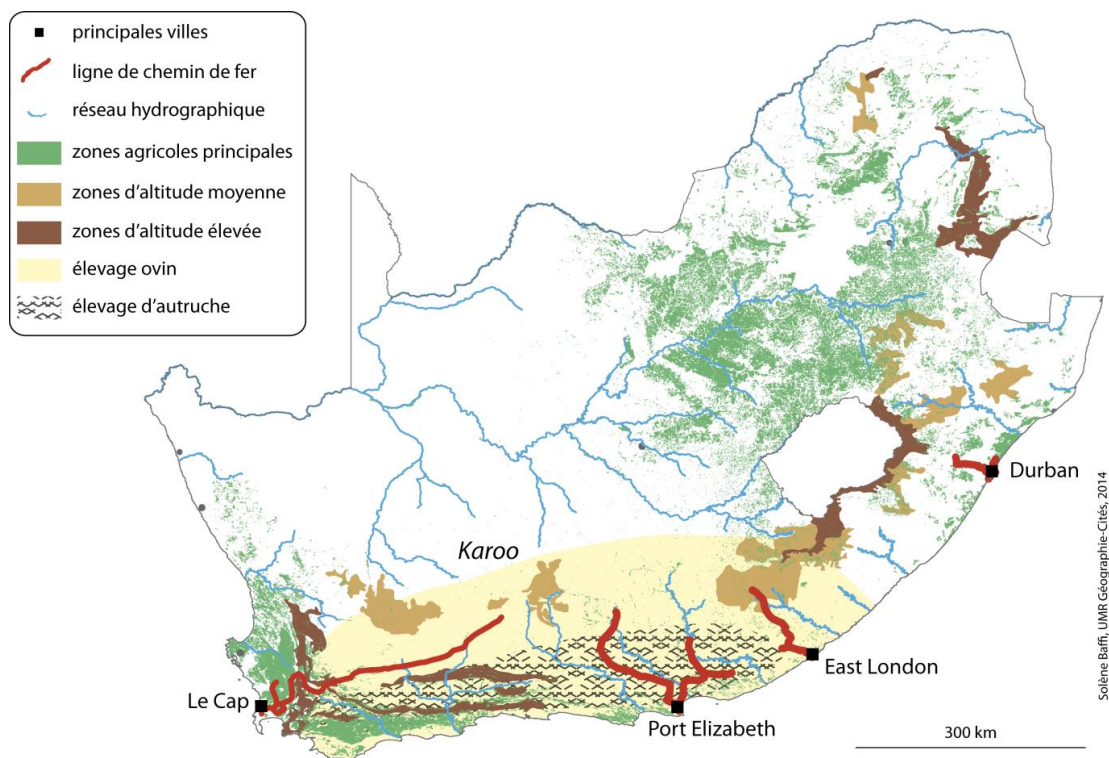 principales villes
ligne de chemin de fer
réseau hydrographique
zones agricoles principales
zones d'altitude moyenne
zones d'altitude élevée
élevage ovin
élevage d'autruche
Karoo
Durban
East London
Le Cap
Port Elizabeth
300 km
Solène Baffi, UMR Géographie-Cités, 2014